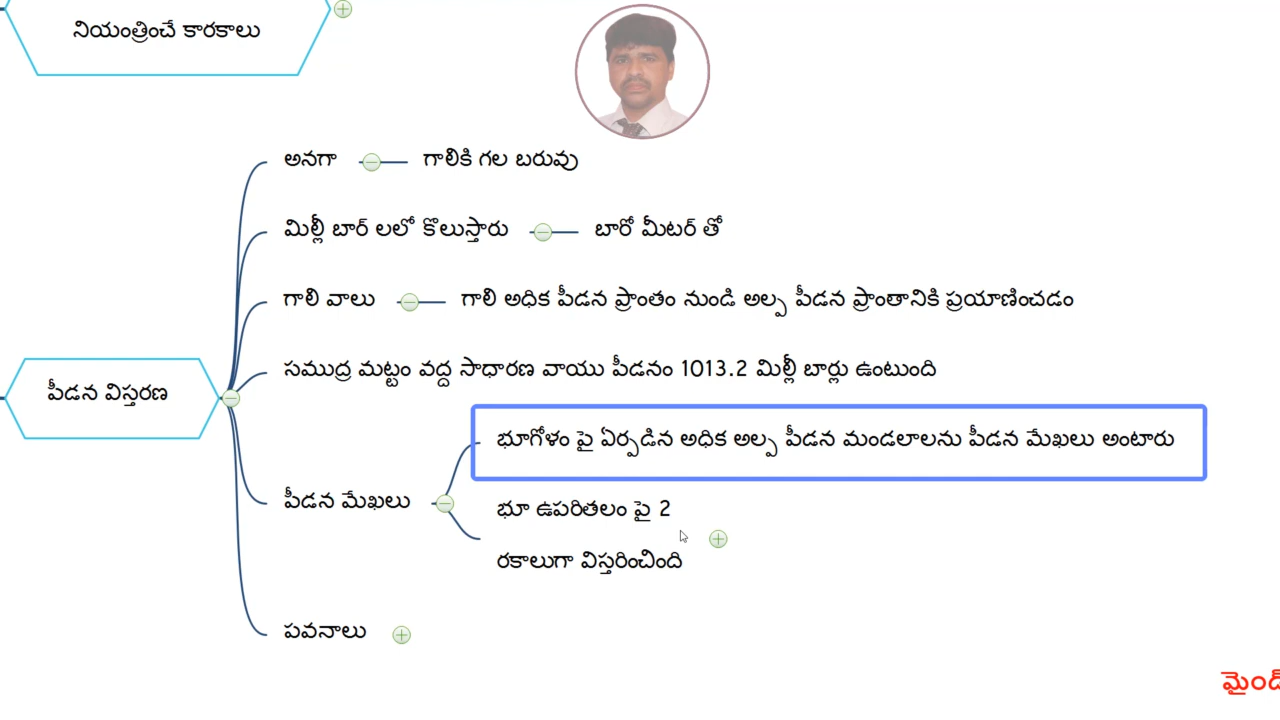 నియంత్రించే కారకాలు
అనగా
గాలికి గల బరువు
మిల్లీ బార్ లలో కొలుస్తారు
బారో మీటర్ తో
గాలి వాలు
గాలి అధిక పీడన ప్రాంతం నుండి అల్ప పీడన ప్రాంతానికి ప్రయాణించడం
సముద్ర మట్టం వద్ద సాధారణ వాయు పీడనం 1013.2 మిల్లీ బార్లు ఉంటుంది
పీడన విస్తరణ
పీడన మేఖలు
భూగోళం పై ఏర్పడిన అధిక అల్ప పీడన మండలాలను పీడన మేఖలు అంటారు
భూ ఉపరితలం పై 2
రకాలుగా విస్తరించింది
పవనాలు